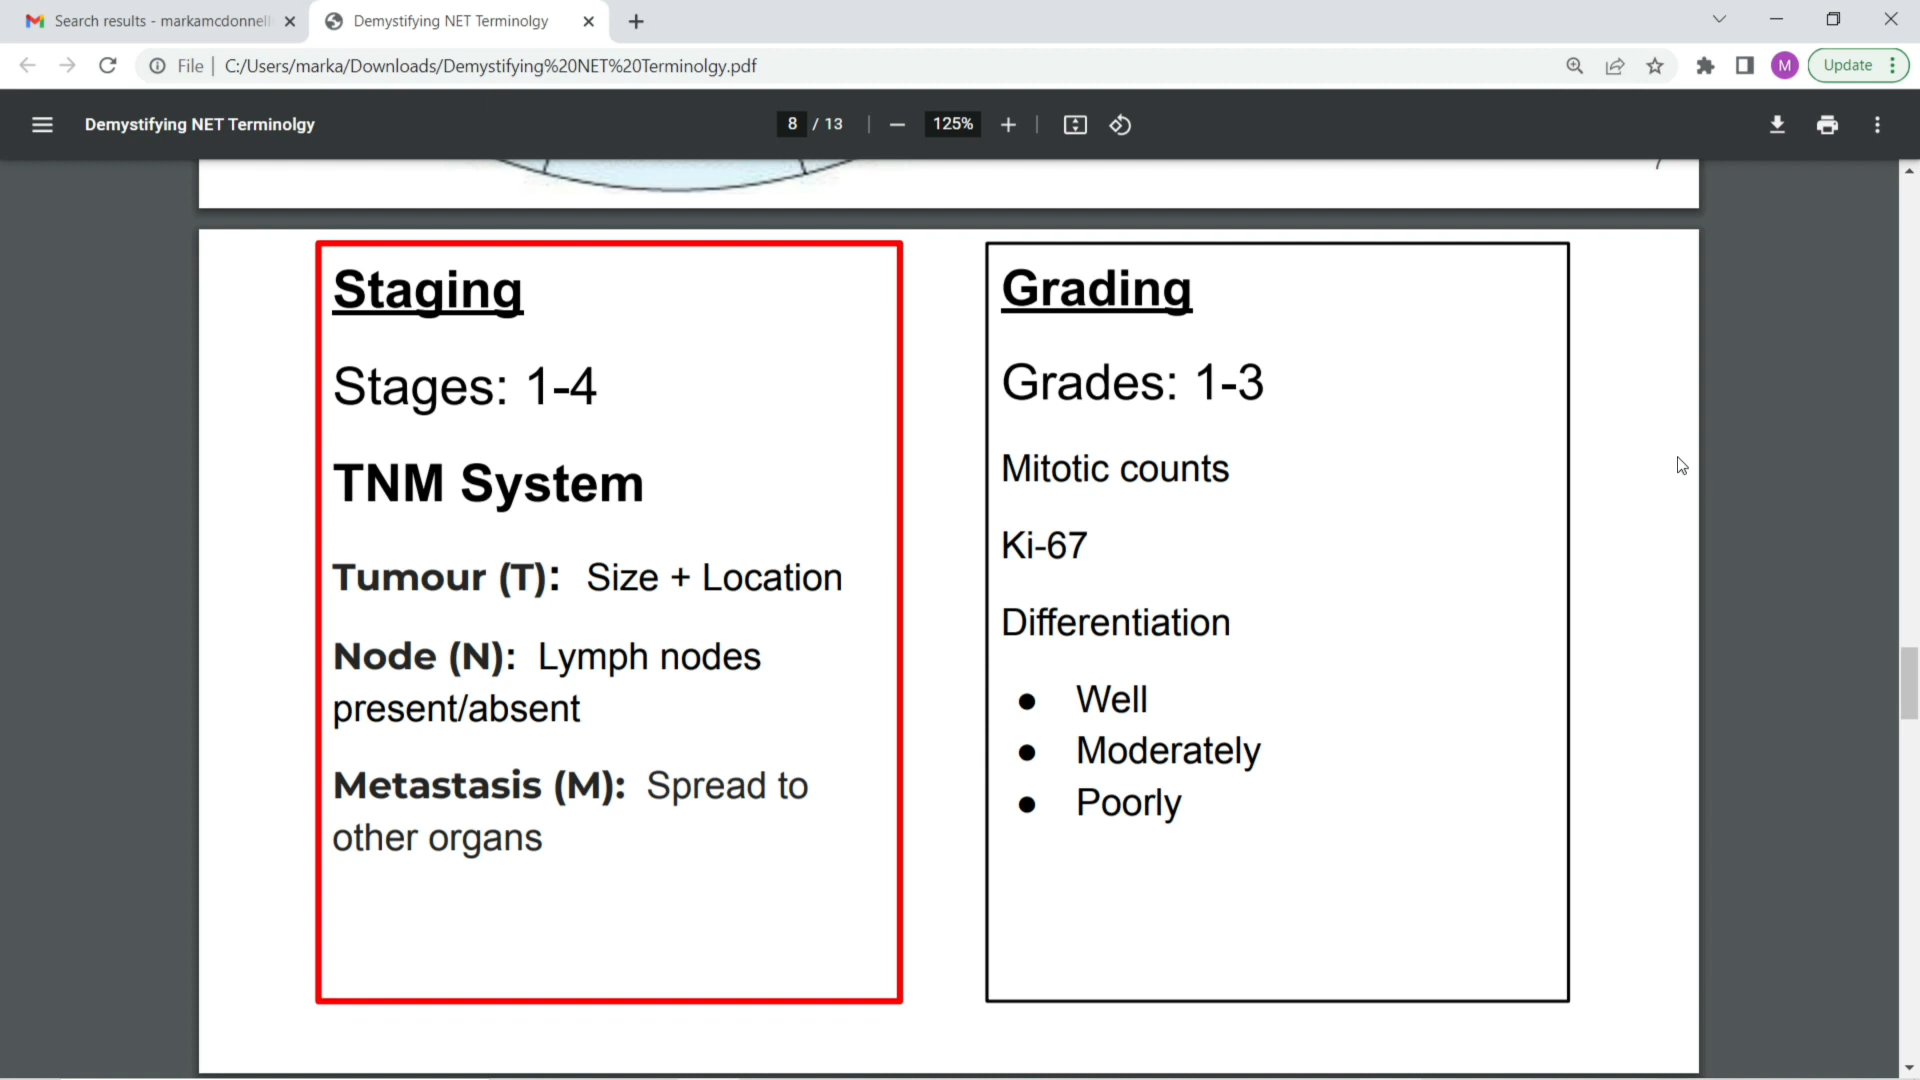 Search results - markamcdonnell
Demystifying NET Terminolgy
File
C:/Users/marka/Downloads/Demystifying%20NET%20Terminolgy.pdf
M
Update
Demystifying NET Terminolgy
8 / 13
125%
7
Staging
Stages: 1-4
TNM System
Tumour (T): Size + Location
Node (N): Lymph nodes
present/absent
Metastasis (M): Spread to
other organs
Grading
Grades: 1-3
Mitotic counts
Ki-67
Differentiation
● Well
● Moderately
● Poorly